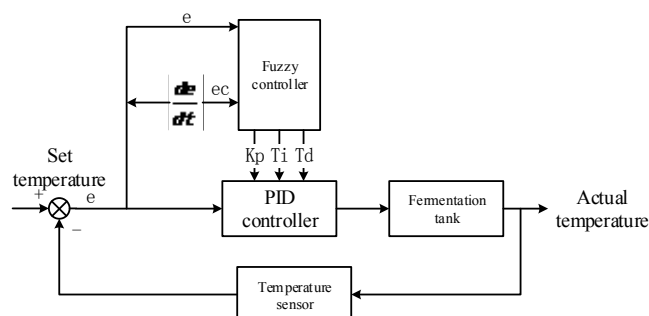 e
Fuzzy
controller
de
dt
ec
Kp Ti Td
Set
temperature
+
e
−
PID
controller
Fermentation
tank
Actual
temperature
Temperature
sensor